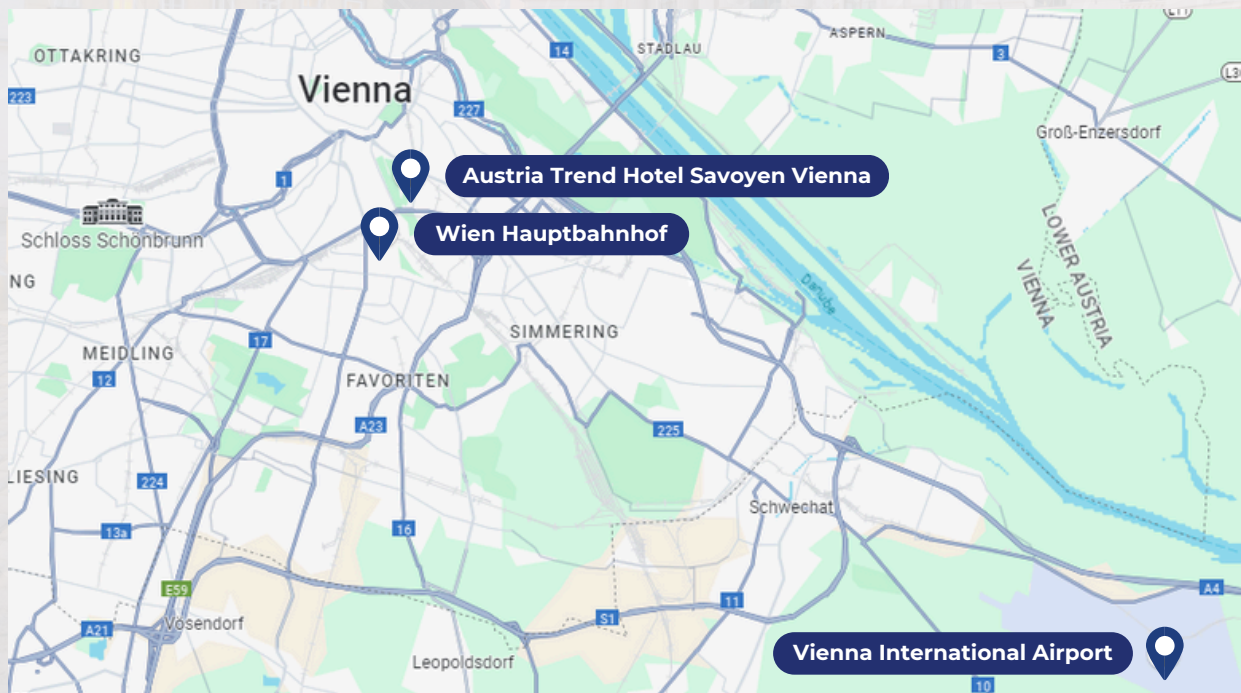 OTTAKRING
223
Vienna
227
14
STADLAU
ASPERN
3
Groß-Enzersdorf
1
Austria Trend Hotel Savoyen Vienna
Wien Hauptbahnhof
Schloss Schönbrunn
NG
Danube
LOWER AUSTRIA
VIENNA
SIMMERING
17
MEIDLING
12
FAVORITEN
A23
225
LIESING
224
Schwechat
13a
16
E59
S1
11
A4
A21
Vösendorf
Leopoldsdorf
Vienna International Airport
10